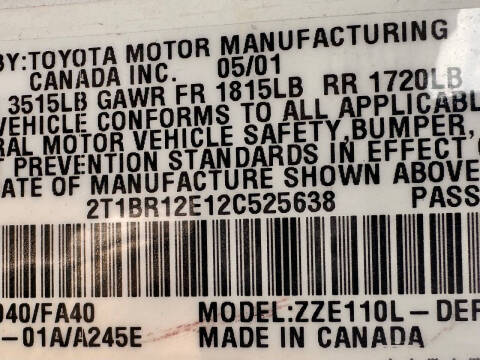 BY:TOYOTA MOTOR MANUFACTURING
CANADA INC. 05/01
3515LB GAWR FR 1815LB RR 1720LB
VEHICLE CONFORMS TO ALL APPLICABL
RAL MOTOR VEHICLE SAFETY,BUMPER,
T PREVENTION STANDARDS IN EFFECT O
ATE OF MANUFACTURE SHOWN ABOVE
2T1BR12E12C525638 PASS
040/FA40 MODEL:ZZE110L-DEP
-01A/A245E MADE IN CANADA